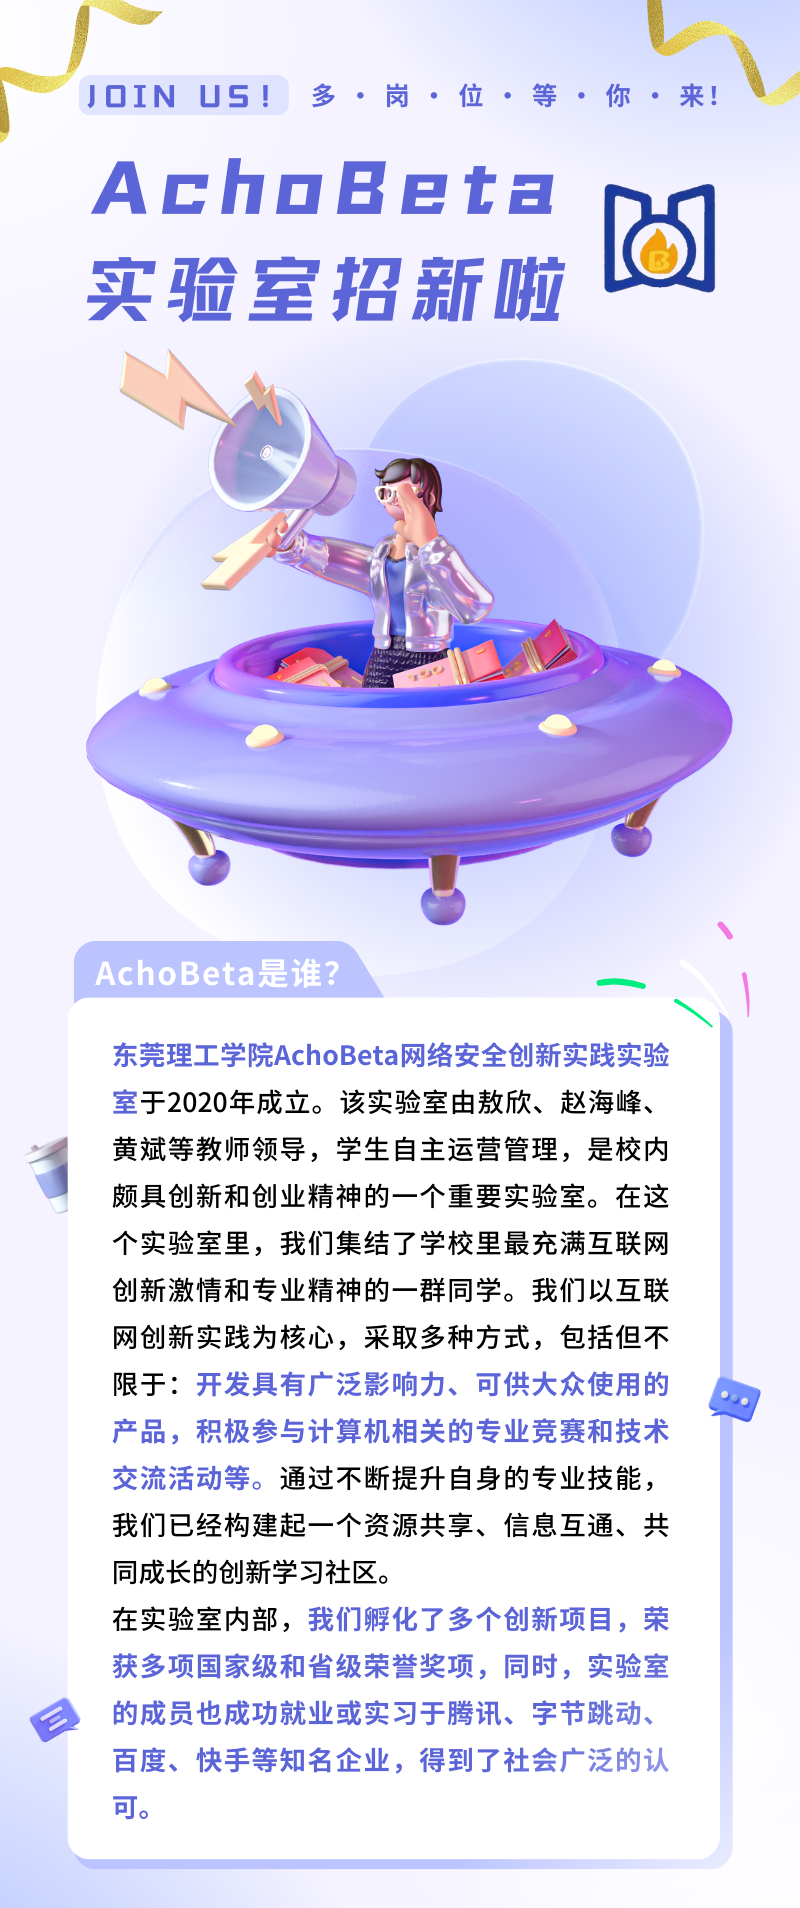 JOIN US!
多·岗·位·等·你·来!
AchoBeta
实验室招新啦
AchoBeta是谁?
东莞理工学院AchoBeta网络安全创新实践实验
室于2020年成立。该实验室由敖欣、赵海峰、
黄斌等教师领导，学生自主运营管理，是校内
颇具创新和创业精神的一个重要实验室。在这
个实验室里，我们集结了学校里最充满互联网
创新激情和专业精神的一群同学。我们以互联
网创新实践为核心，采取多种方式，包括但不
限于：开发具有广泛影响力、可供大众使用的
产品，积极参与计算机相关的专业竞赛和技术
交流活动等。通过不断提升自身的专业技能，
我们已经构建起一个资源共享、信息互通、共
同成长的创新学习社区。
在实验室内部，我们孵化了多个创新项目，荣
获多项国家级和省级荣誉奖项，同时，实验室
的成员也成功就业或实习于腾讯、字节跳动、
百度、快手等知名企业，得到了社会广泛的认
可。